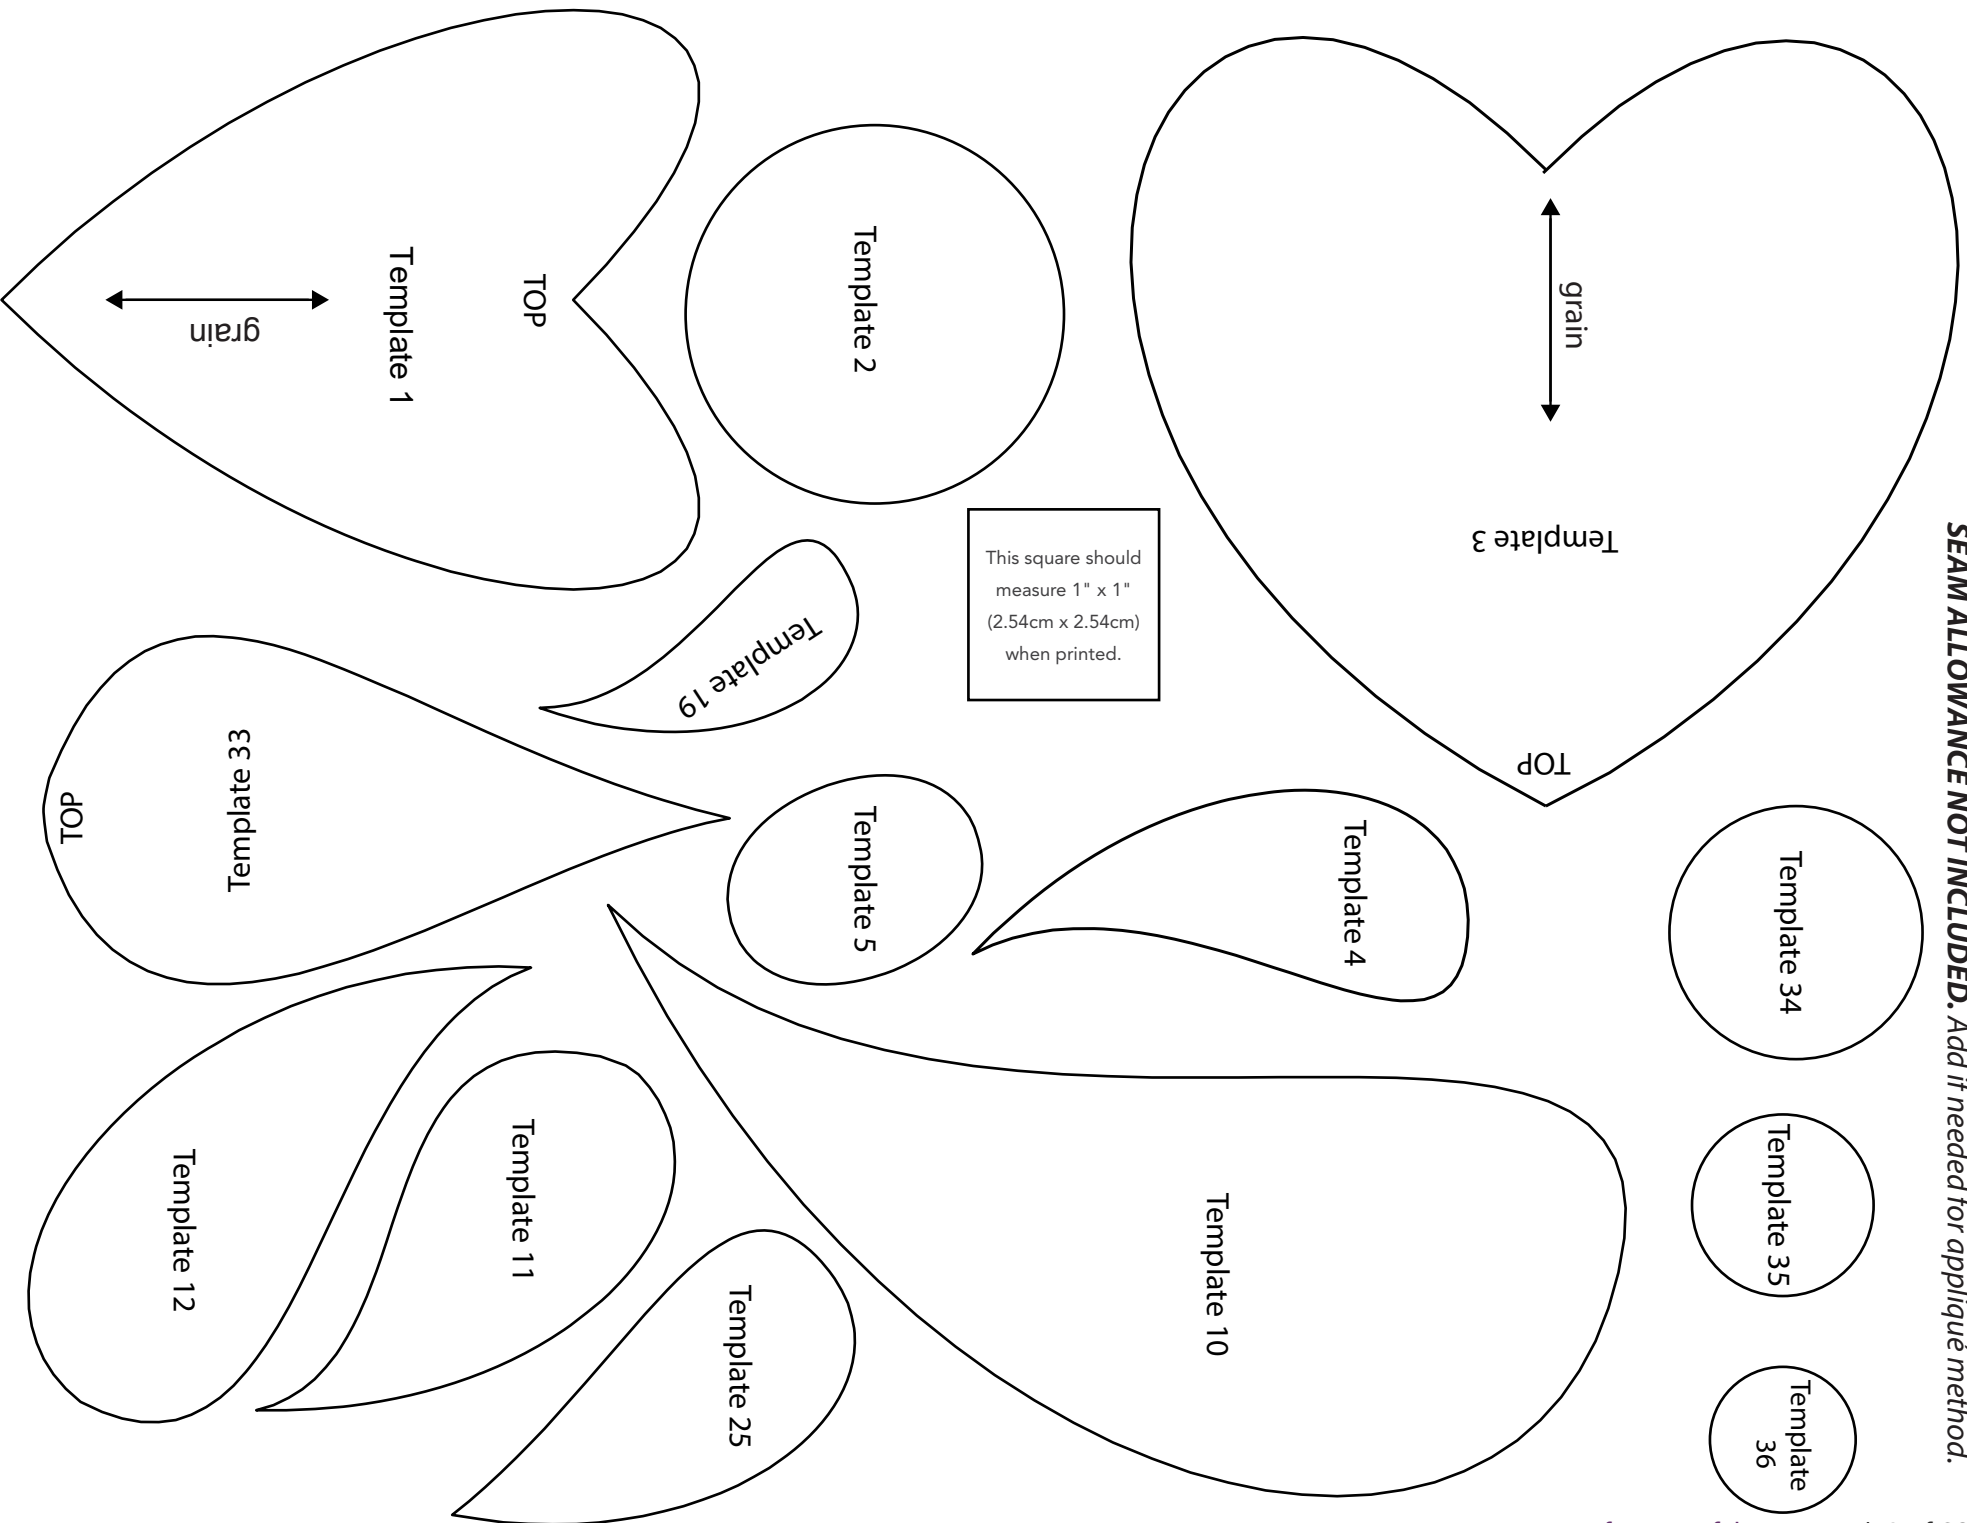 Template 1
TOP
grain
Template 2
grain
Template 3
TOP
This square should
measure 1" x 1"
(2.54cm x 2.54cm)
when printed.
Template 19
Template 33
TOP
Template 5
Template 4
Template 34
Template 12
Template 11
Template 25
Template 10
Template 35
Template
36
SEAM ALLOWANCE NOT INCLUDED. Add if needed for appliqué method.